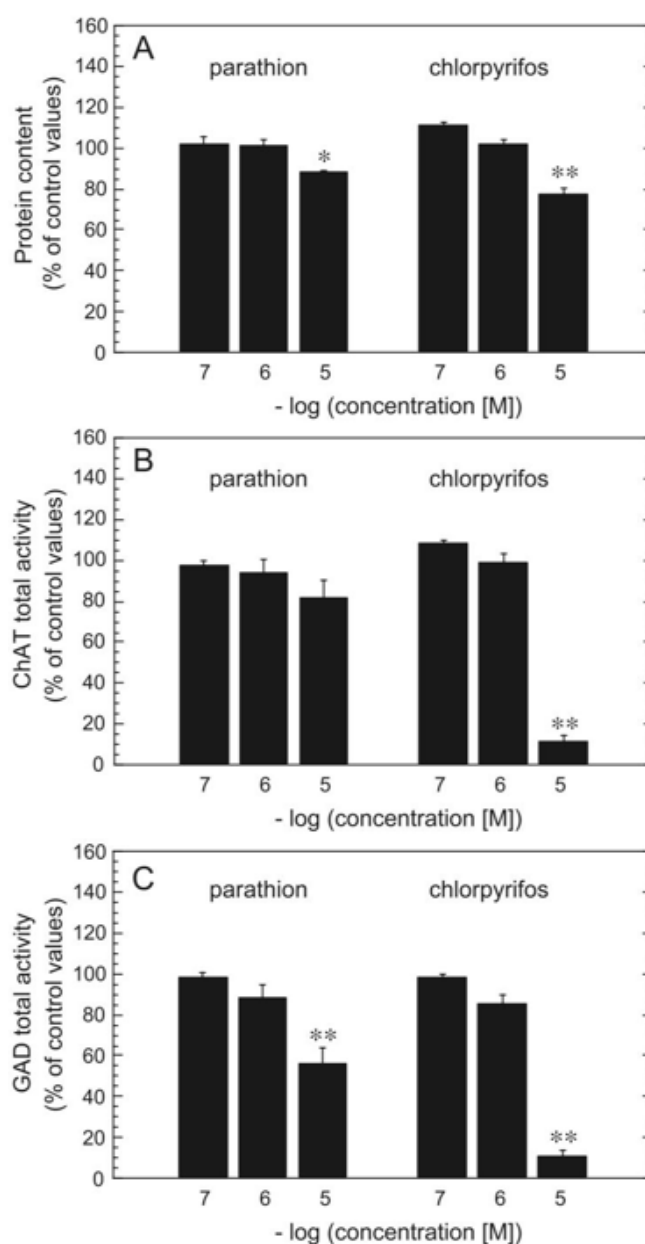 A
parathion chlorpyrifos
Protein content
(% of control values)
160
140
120
100
80
60
40
20
0
*
**
7 6 5 7 6 5
- log (concentration [M])
B
parathion chlorpyrifos
ChAT total activity
(% of control values)
160
140
120
100
80
60
40
20
0
**
7 6 5 7 6 5
- log (concentration [M])
C
parathion chlorpyrifos
GAD total activity
(% of control values)
160
140
120
100
80
60
40
20
0
**
**
7 6 5 7 6 5
- log (concentration [M])